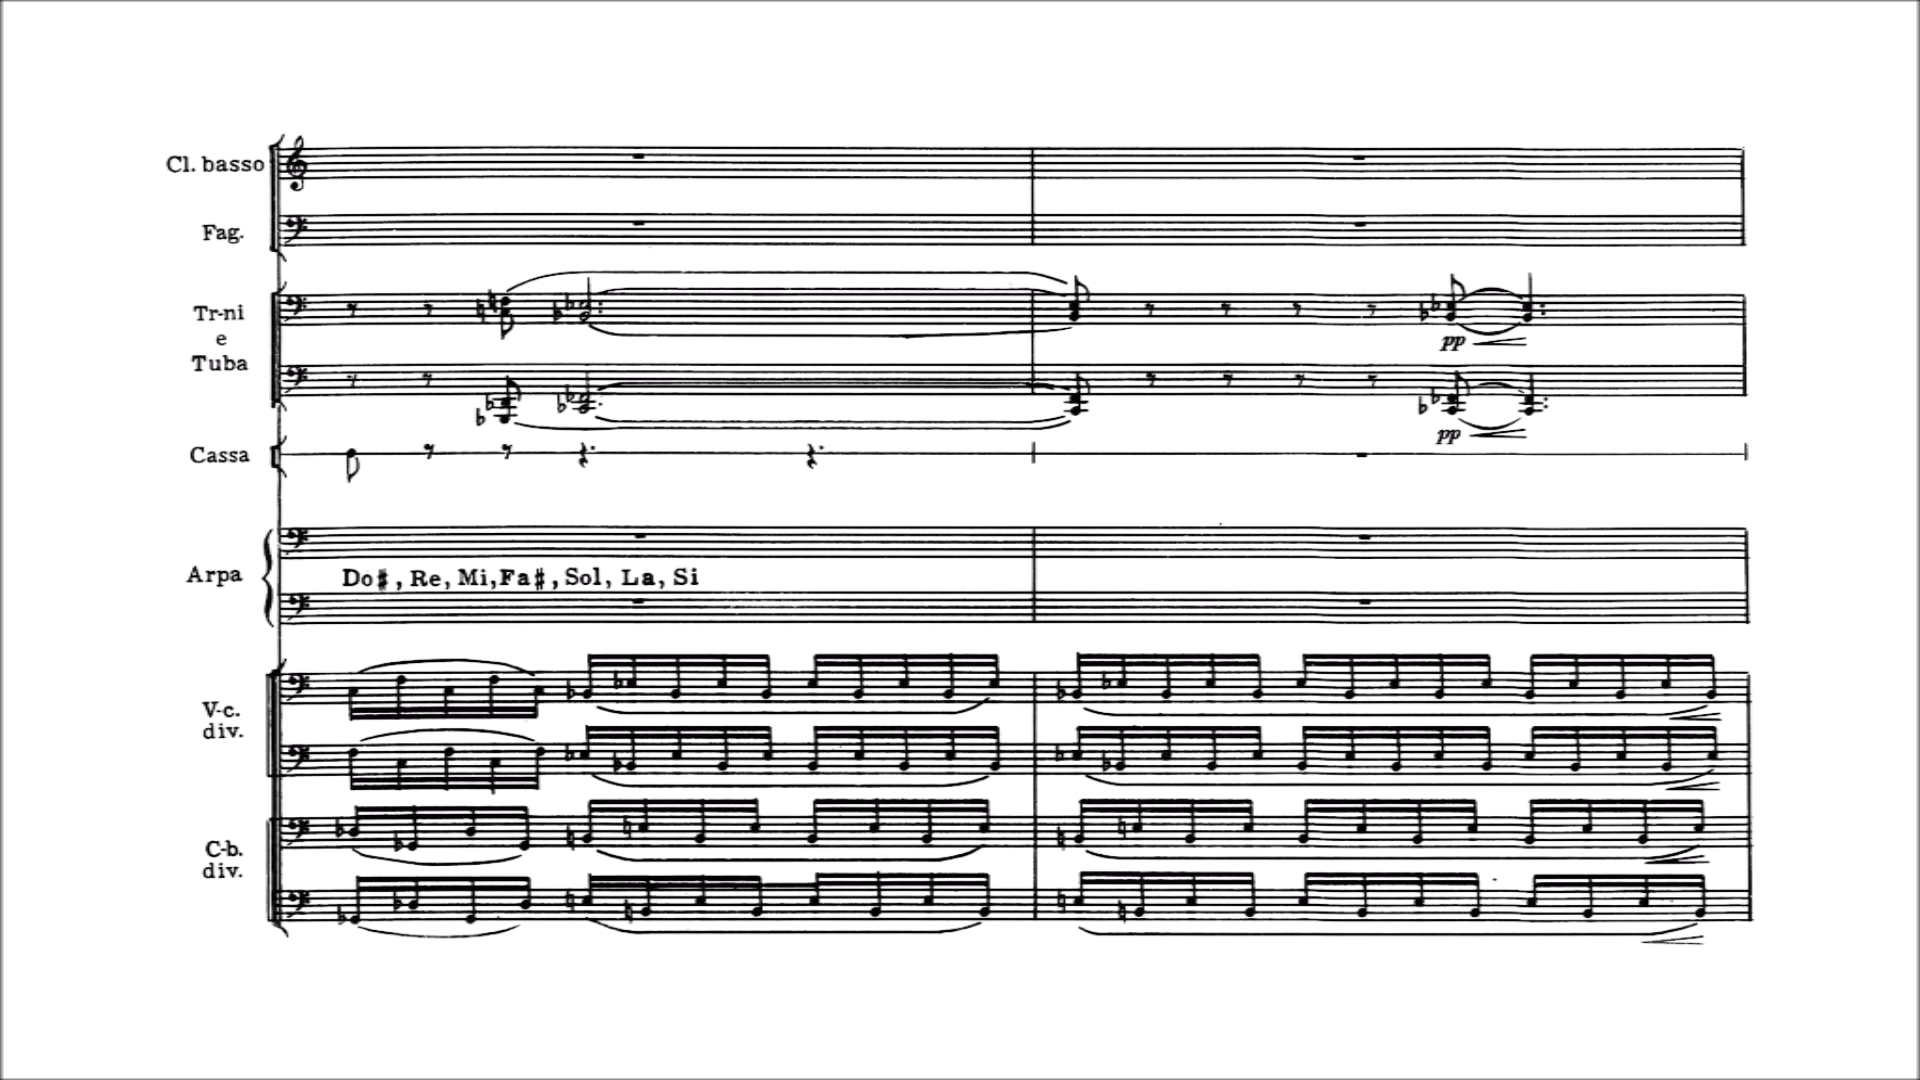 Cl. basso
Fag.
Tr-ni
e
Tuba
pp
pp
Cassa
Arpa
Do♯, Re, Mi, Fa♯, Sol, La, Si
V-c.
div.
C-b.
div.